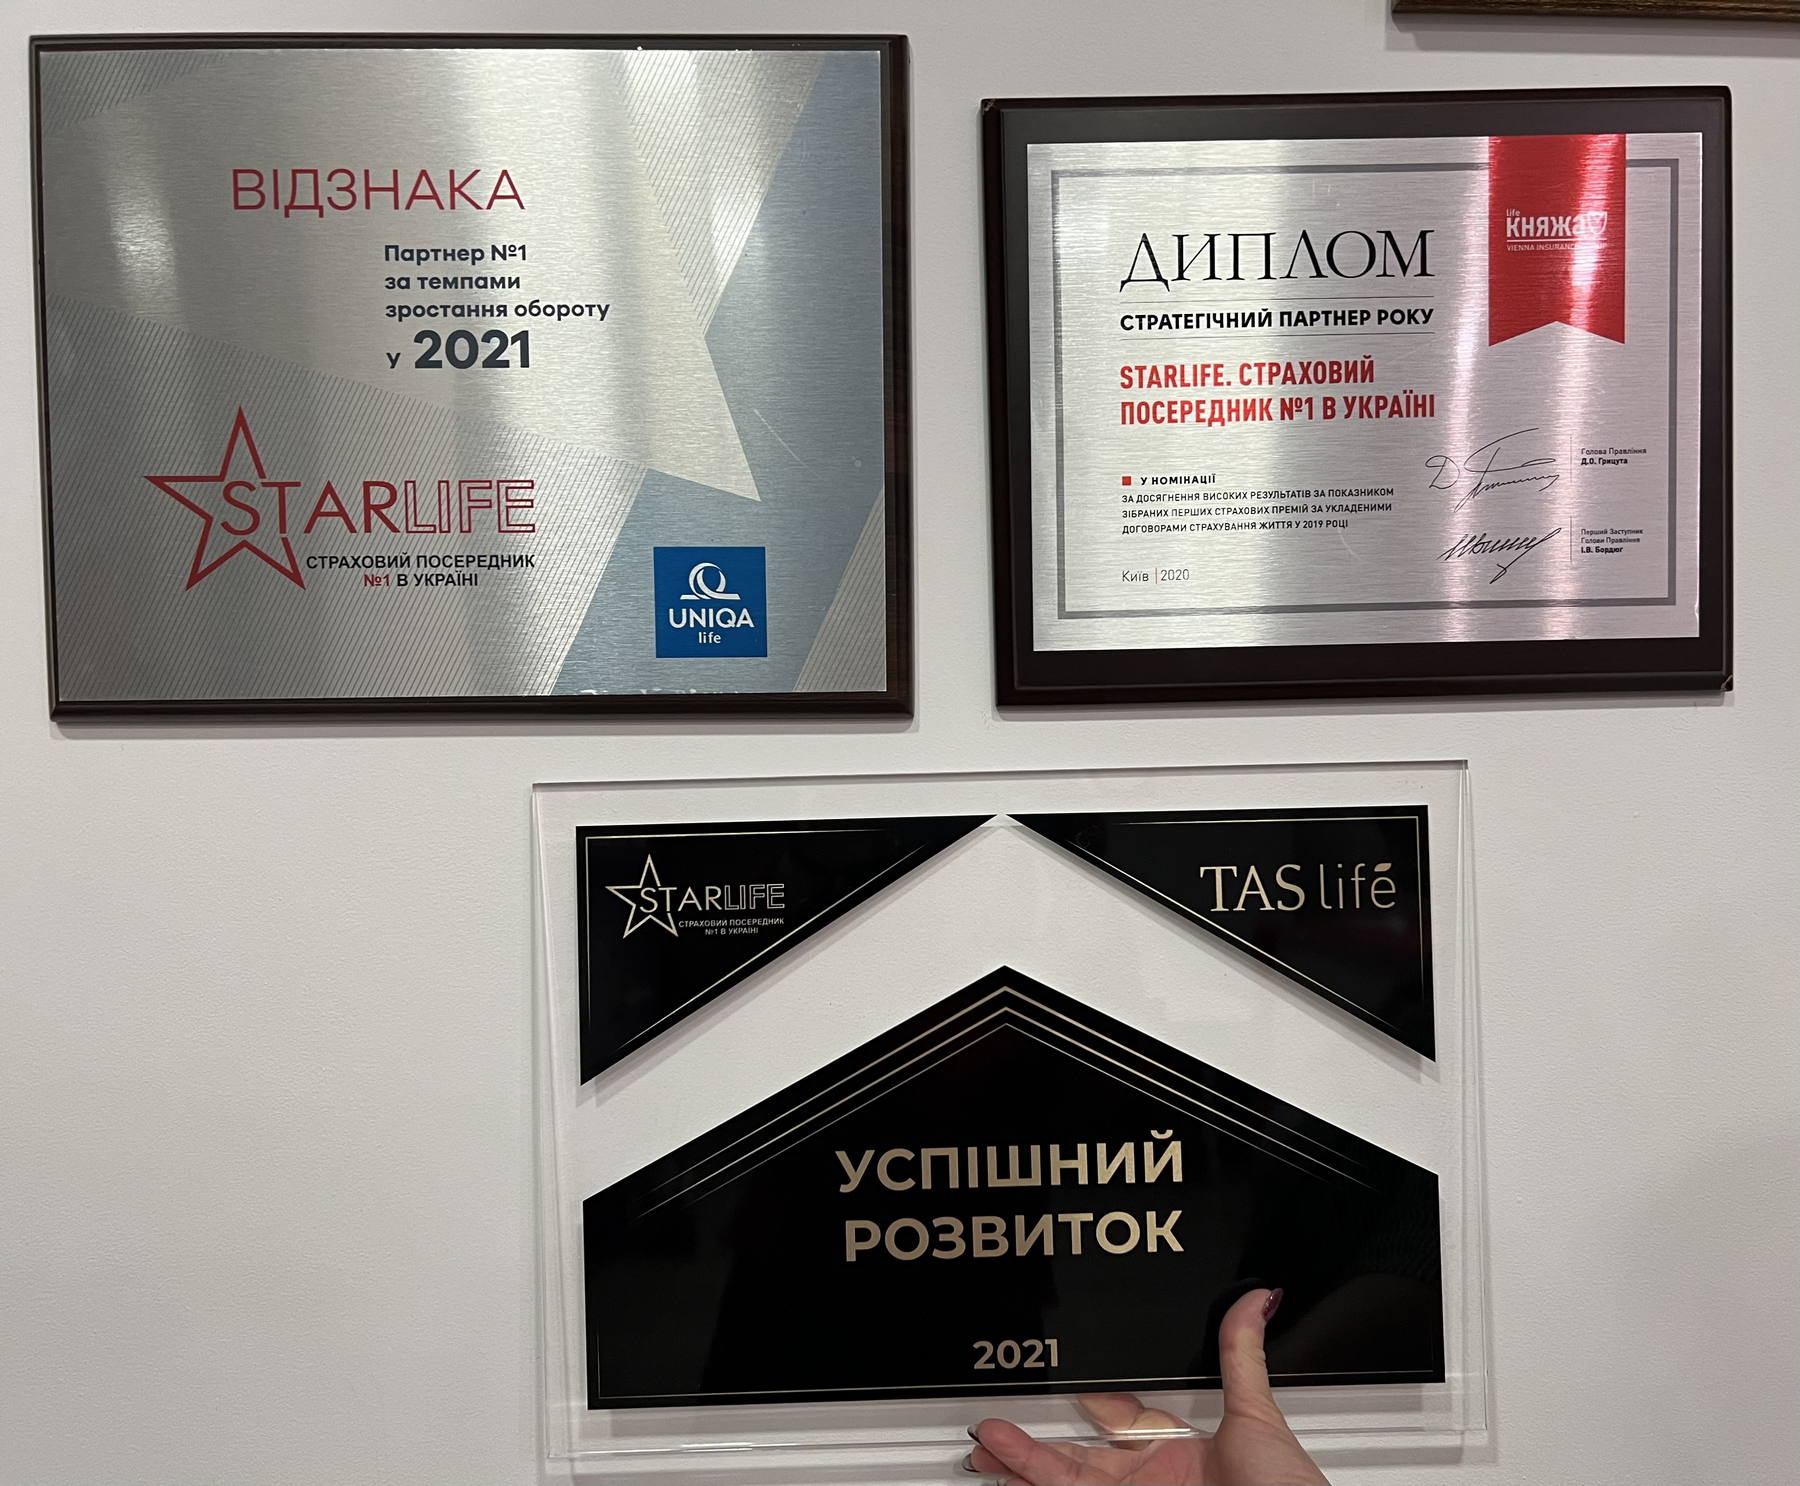 ВІДЗНАКА
Партнер №1
за темпами
зростання обороту
у 2021
STARLIFE
СТРАХОВИЙ ПОСЕРЕДНИК
№1 В УКРАЇНІ
UNIQA
life
life
КНЯЖА
VIENNA INSURANCE GROUP
ДИПЛОМ
СТРАТЕГІЧНИЙ ПАРТНЕР РОКУ
STARLIFE. СТРАХОВИЙ
ПОСЕРЕДНИК №1 В УКРАЇНІ
У НОМІНАЦІЇ
ЗА ДОСЯГНЕННЯ ВИСОКИХ РЕЗУЛЬТАТІВ ЗА ПОКАЗНИКОМ
ЗІБРАНИХ ПЕРШИХ СТРАХОВИХ ПРЕМІЙ ЗА УКЛАДЕНИМИ
ДОГОВОРАМИ СТРАХУВАННЯ ЖИТТЯ У 2019 РОЦІ
Голова Правління
Д.О. Грицута
Перший Заступник
Голови Правління
І.В. Бордюг
Київ | 2020
STARLIFE
СТРАХОВИЙ ПОСЕРЕДНИК
№1 В УКРАЇНІ
TAS life
УСПІШНИЙ
РОЗВИТОК
2021